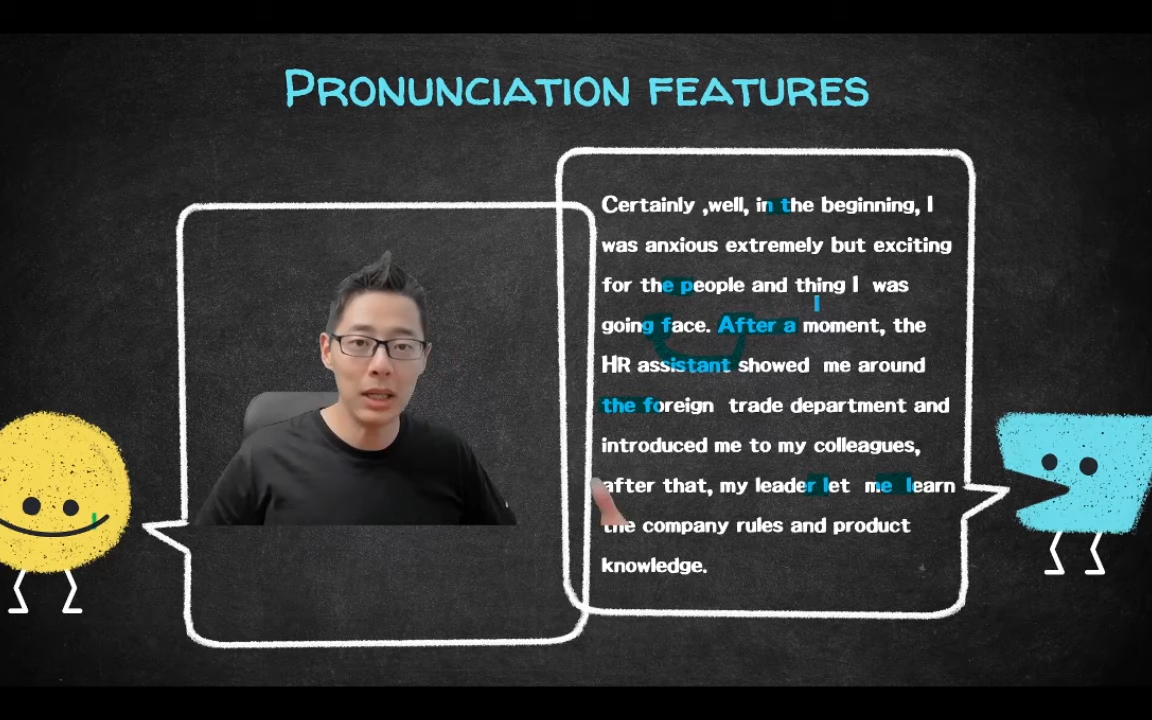 PRONUNCIATION FEATURES
Certainly ,well, in the beginning, I
was anxious extremely but exciting
for the people and thing I was
going face. After a moment, the
HR assistant showed me around
the foreign trade department and
introduced me to my colleagues,
after that, my leader let me learn
the company rules and product
knowledge.